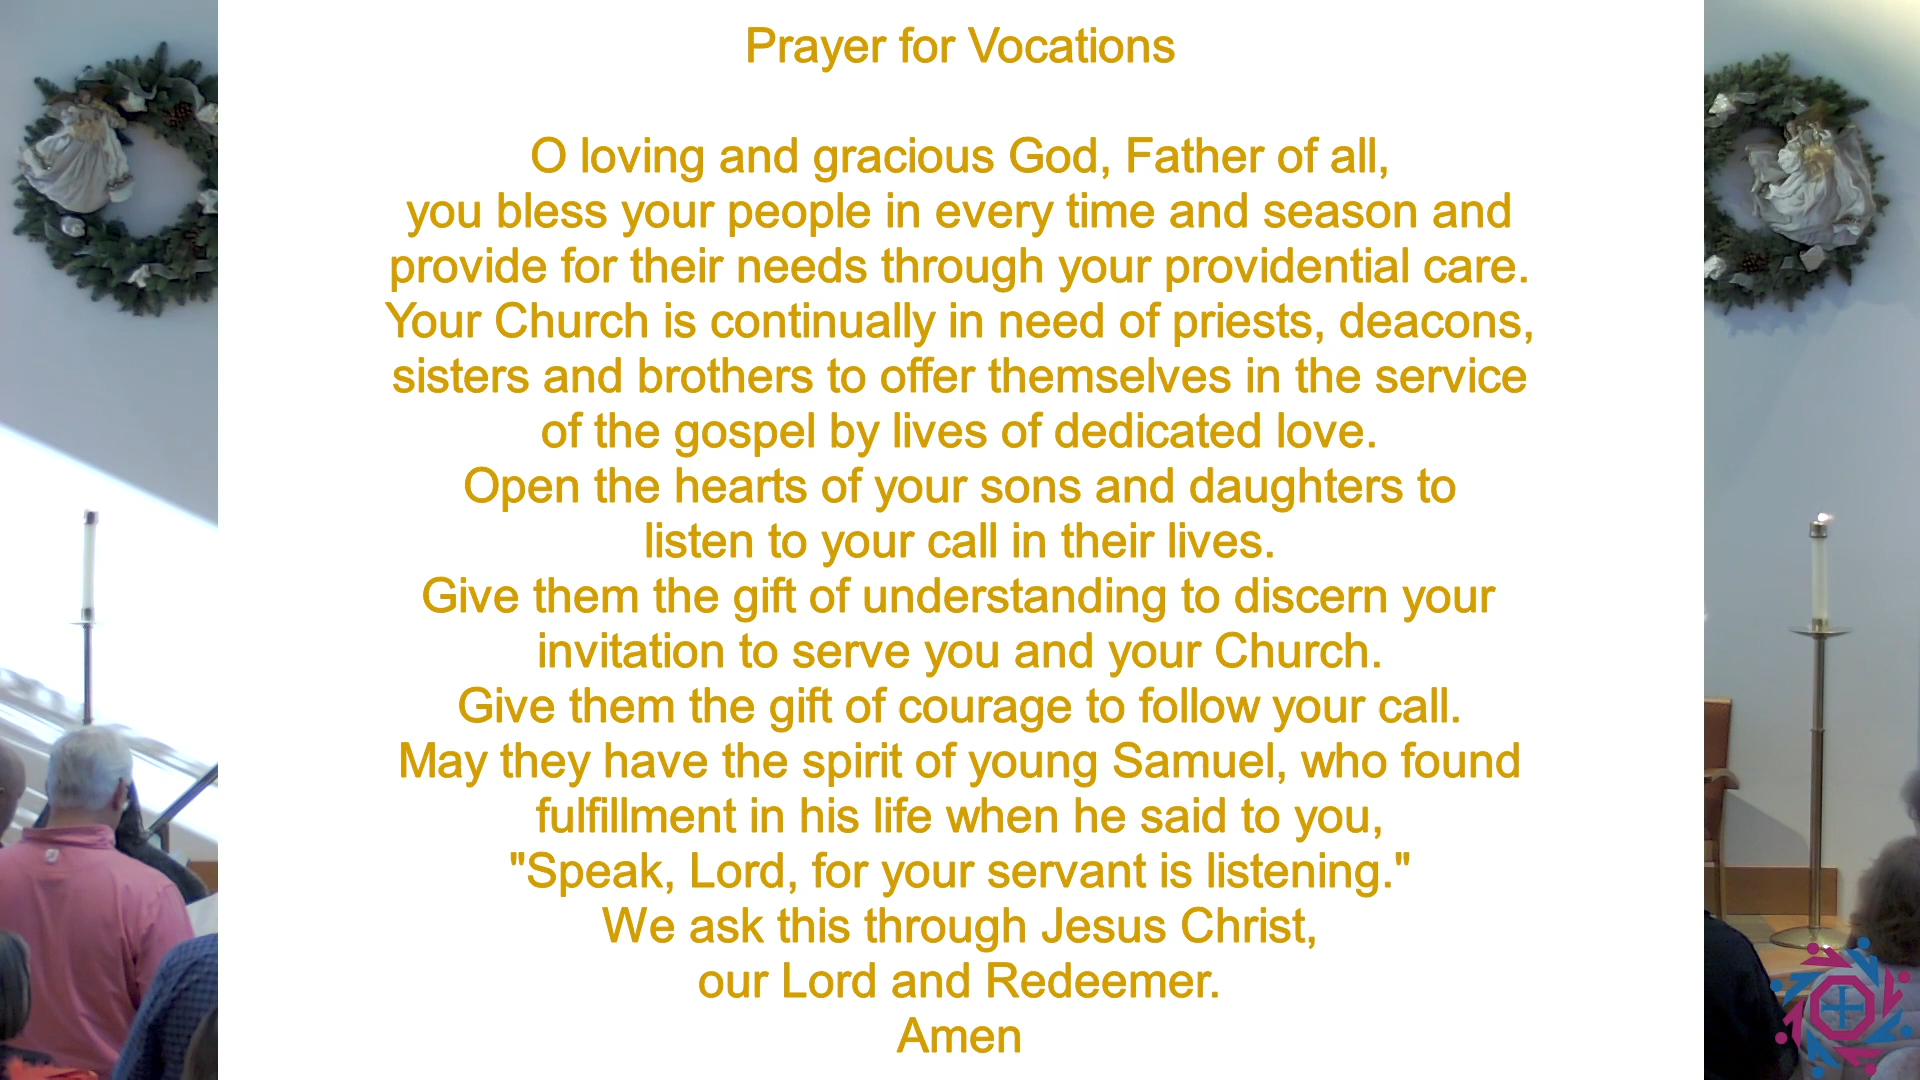 Prayer for Vocations
O loving and gracious God, Father of all,
you bless your people in every time and season and
provide for their needs through your providential care.
Your Church is continually in need of priests, deacons,
sisters and brothers to offer themselves in the service
of the gospel by lives of dedicated love.
Open the hearts of your sons and daughters to
listen to your call in their lives.
Give them the gift of understanding to discern your
invitation to serve you and your Church.
Give them the gift of courage to follow your call.
May they have the spirit of young Samuel, who found
fulfillment in his life when he said to you,
"Speak, Lord, for your servant is listening."
We ask this through Jesus Christ,
our Lord and Redeemer.
Amen